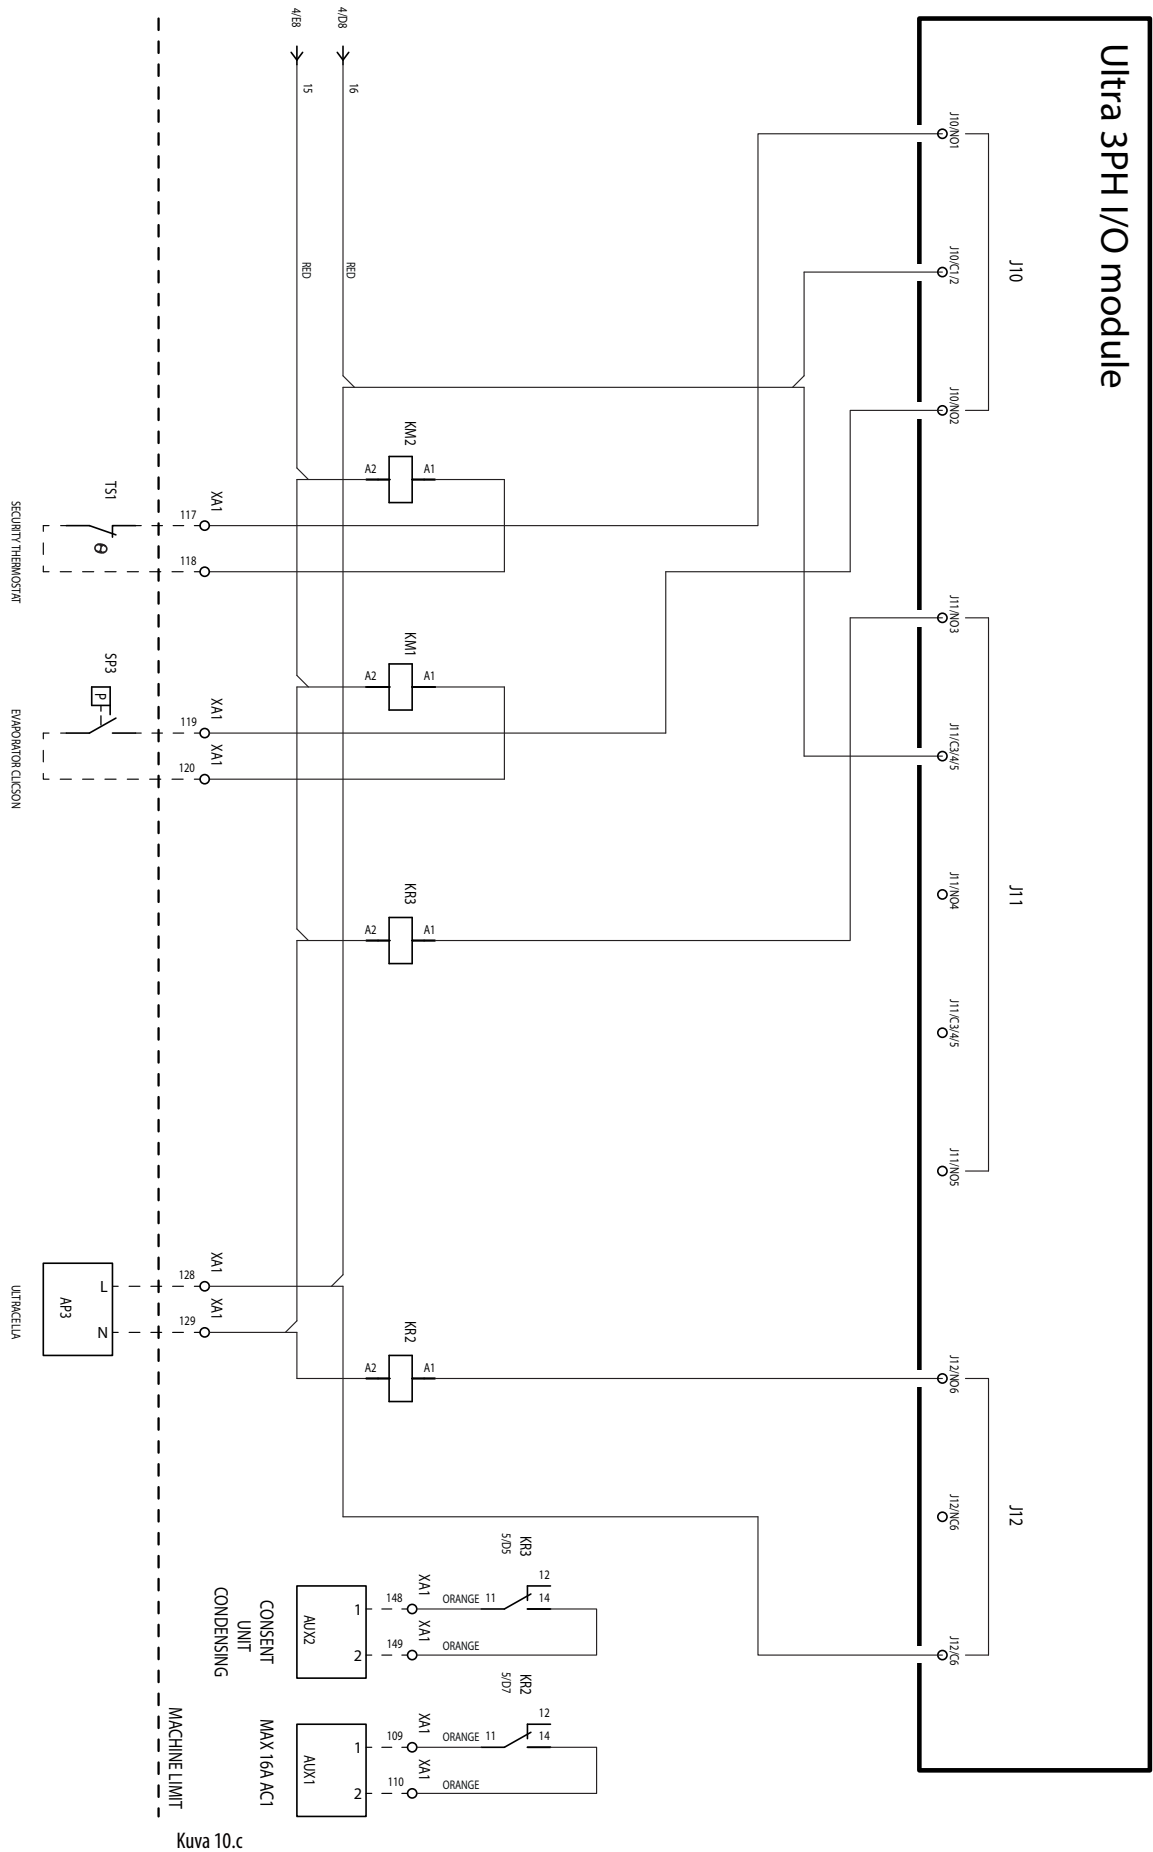 Ultra 3PH I/O module
J10
J11
J12
J10/NO1
J10/C1/2
J10/NO2
J11/NO3
J11/C3/4/5
J11/NO4
J11/C3/4/5
J11/NO5
J12/NO6
J12/NC6
J12/C6
4/D8
16
RED
4/E8
15
RED
KM2
A2
A1
KM1
A2
A1
KR3
A2
A1
KR2
A2
A1
XA1
117
118
XA1
119
XA1
120
XA1
128
XA1
129
TS1
θ
SECURITY THERMOSTAT
SP3
P
EVAPORATOR CLICSON
L
N
AP3
ULTRACELLA
KR3
5/D5
12
14
11
ORANGE
ORANGE
XA1
148
XA1
149
1
2
AUX2
CONSENT
UNIT
CONDENSING
KR2
5/D7
12
14
11
ORANGE
ORANGE
XA1
109
XA1
110
1
2
AUX1
MAX 16A AC1
MACHINE LIMIT
Kuva 10.c